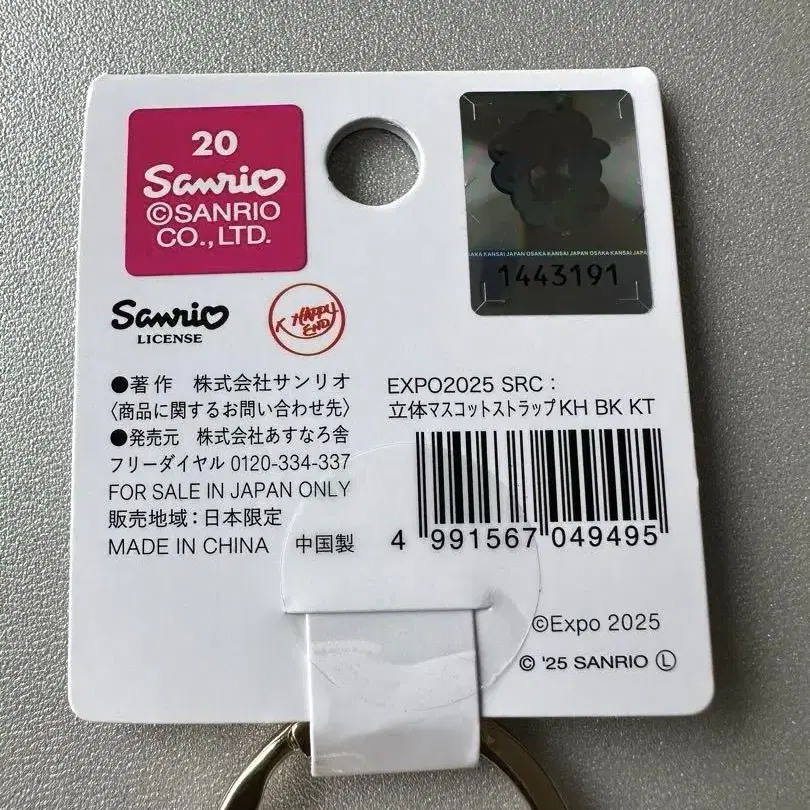 20
Sanrio
©SANRIO
CO.,LTD.
OSAKA KANSAI JAPAN OSAKA KANSAI JAPAN
1443191
Sanrio
LICENSE
HAPPY
END
●著作 株式会社サンリオ
〈商品に関するお問い合わせ先〉
●発売元 株式会社あすなろ舎
フリーダイヤル 0120-334-337
FOR SALE IN JAPAN ONLY
販売地域：日本限定
MADE IN CHINA 中国製
EXPO2025 SRC :
立体マスコットストラップKH BK KT
4 991567 049495
©Expo 2025
© '25 SANRIO Ⓛ